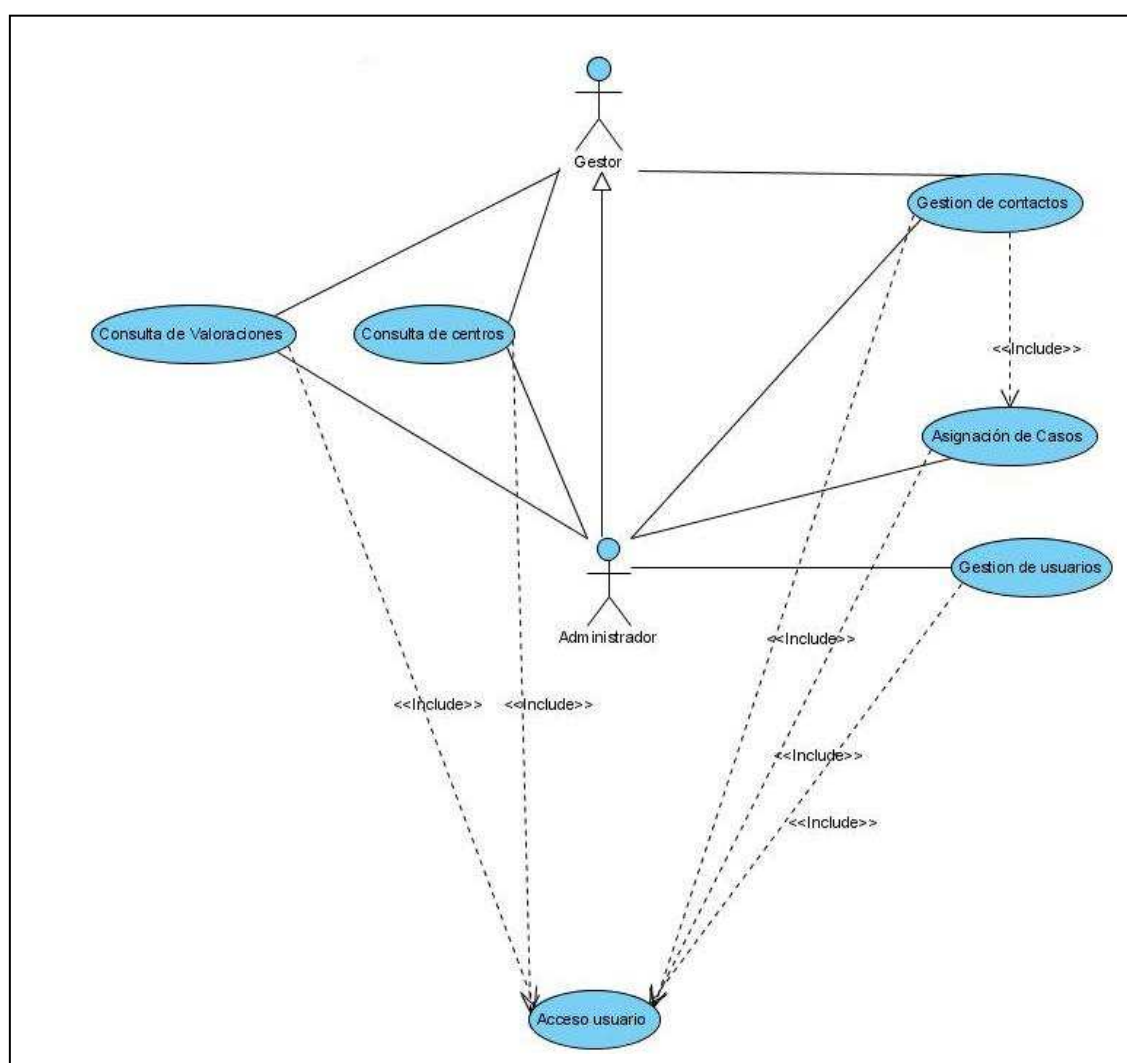 Gestor
Gestion de contactos
Consulta de Valoraciones
Consulta de centros
<<Include>>
Asignación de Casos
Gestion de usuarios
Administrador
<<Include>>
<<Include>>
<<Include>>
<<Include>>
<<Include>>
Acceso usuario